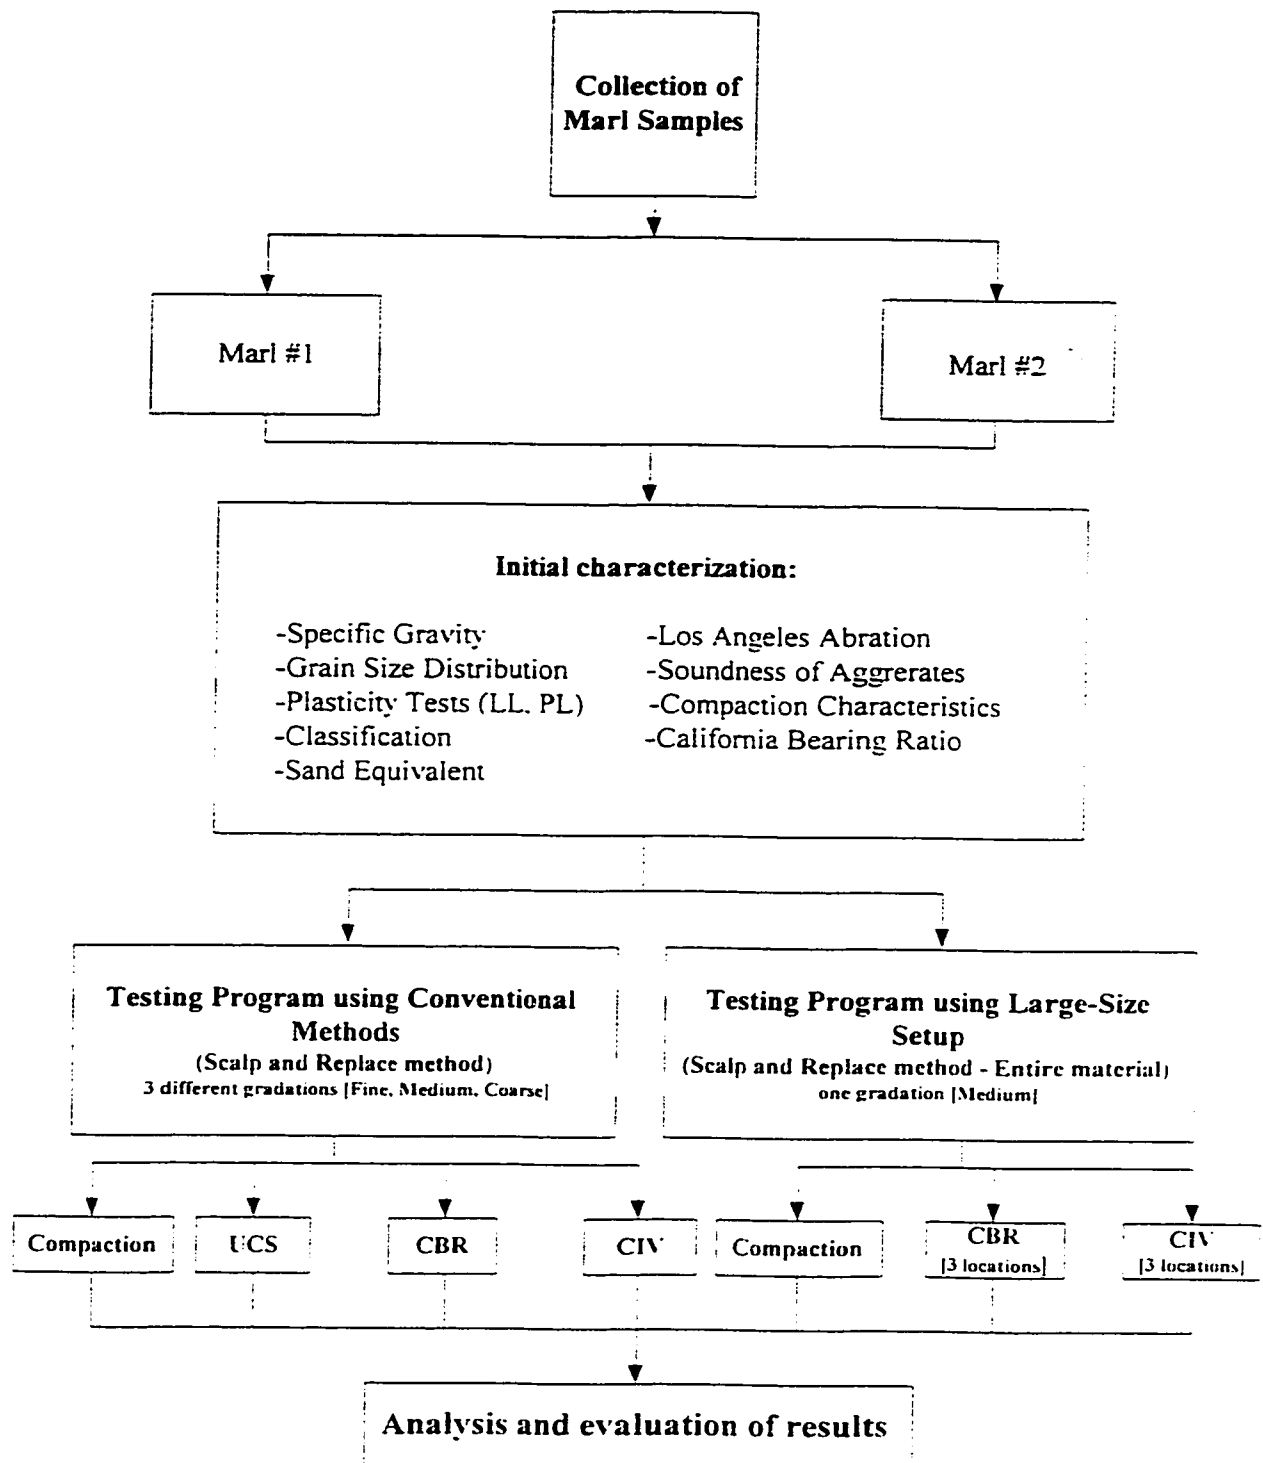 Collection of
Marl Samples
Marl #1
Marl #2
Initial characterization:
-Specific Gravity
-Grain Size Distribution
-Plasticity Tests (LL, PL)
-Classification
-Sand Equivalent
-Los Angeles Abration
-Soundness of Aggrerates
-Compaction Characteristics
-California Bearing Ratio
Testing Program using Conventional
Methods
(Scalp and Replace method)
3 different gradations [Fine, Medium, Coarse]
Testing Program using Large-Size
Setup
(Scalp and Replace method - Entire material)
one gradation [Medium]
Compaction
UCS
CBR
CIV
Compaction
CBR
[3 locations]
CIV
[3 locations]
Analysis and evaluation of results